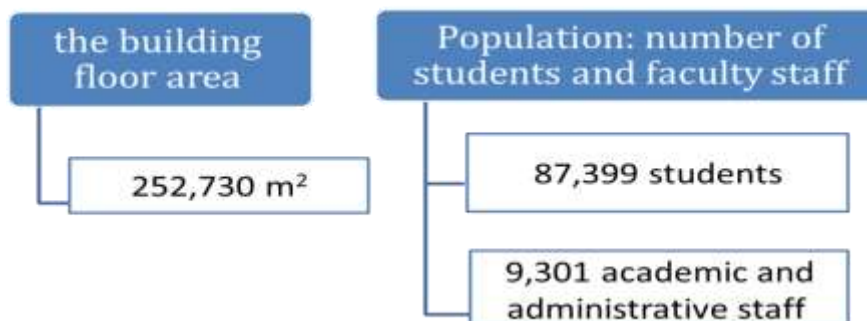 the building
floor area
252,730 m²
Population: number of
students and faculty staff
87,399 students
9,301 academic and
administrative staff